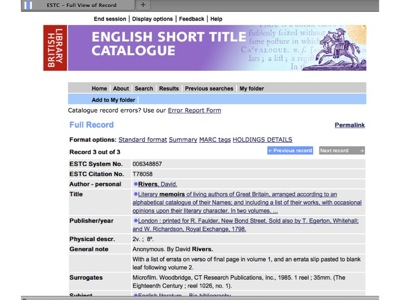 ESTC – Full View of Record
End session | Display options | Feedback | Help
BRITISH LIBRARY
ENGLISH SHORT TITLE
CATALOGUE
Home About Search Results Previous searches My folder
Add to My folder
Catalogue record errors? Use our Error Report Form
Full Record
Permalink
Format options: Standard format Summary MARC tags HOLDINGS DETAILS
Record 3 out of 3
Previous record Next record
ESTC System No. 006348857
ESTC Citation No. T78058
Author - personal Rivers, David.
Title Literary memoirs of living authors of Great Britain, arranged according to an
alphabetical catalogue of their Names; and including a list of their works, with occasional
opinions upon their literary character. In two volumes, ...
Publisher/year London : printed for R. Faulder, New Bond Street. Sold also by T. Egerton, Whitehall;
and W. Richardson, Royal Exchange, 1798.
Physical descr. 2v. ; 8⁰.
General note Anonymous. By David Rivers.
With a list of errata on verso of final page in volume 1, and an errata slip pasted to blank
leaf following volume 2.
Surrogates Microfilm. Woodbridge, CT Research Publications, Inc., 1985. 1 reel ; 35mm. (The
Eighteenth Century ; reel 1026, no. 1).
Subject English literature -- Bio-bibliography